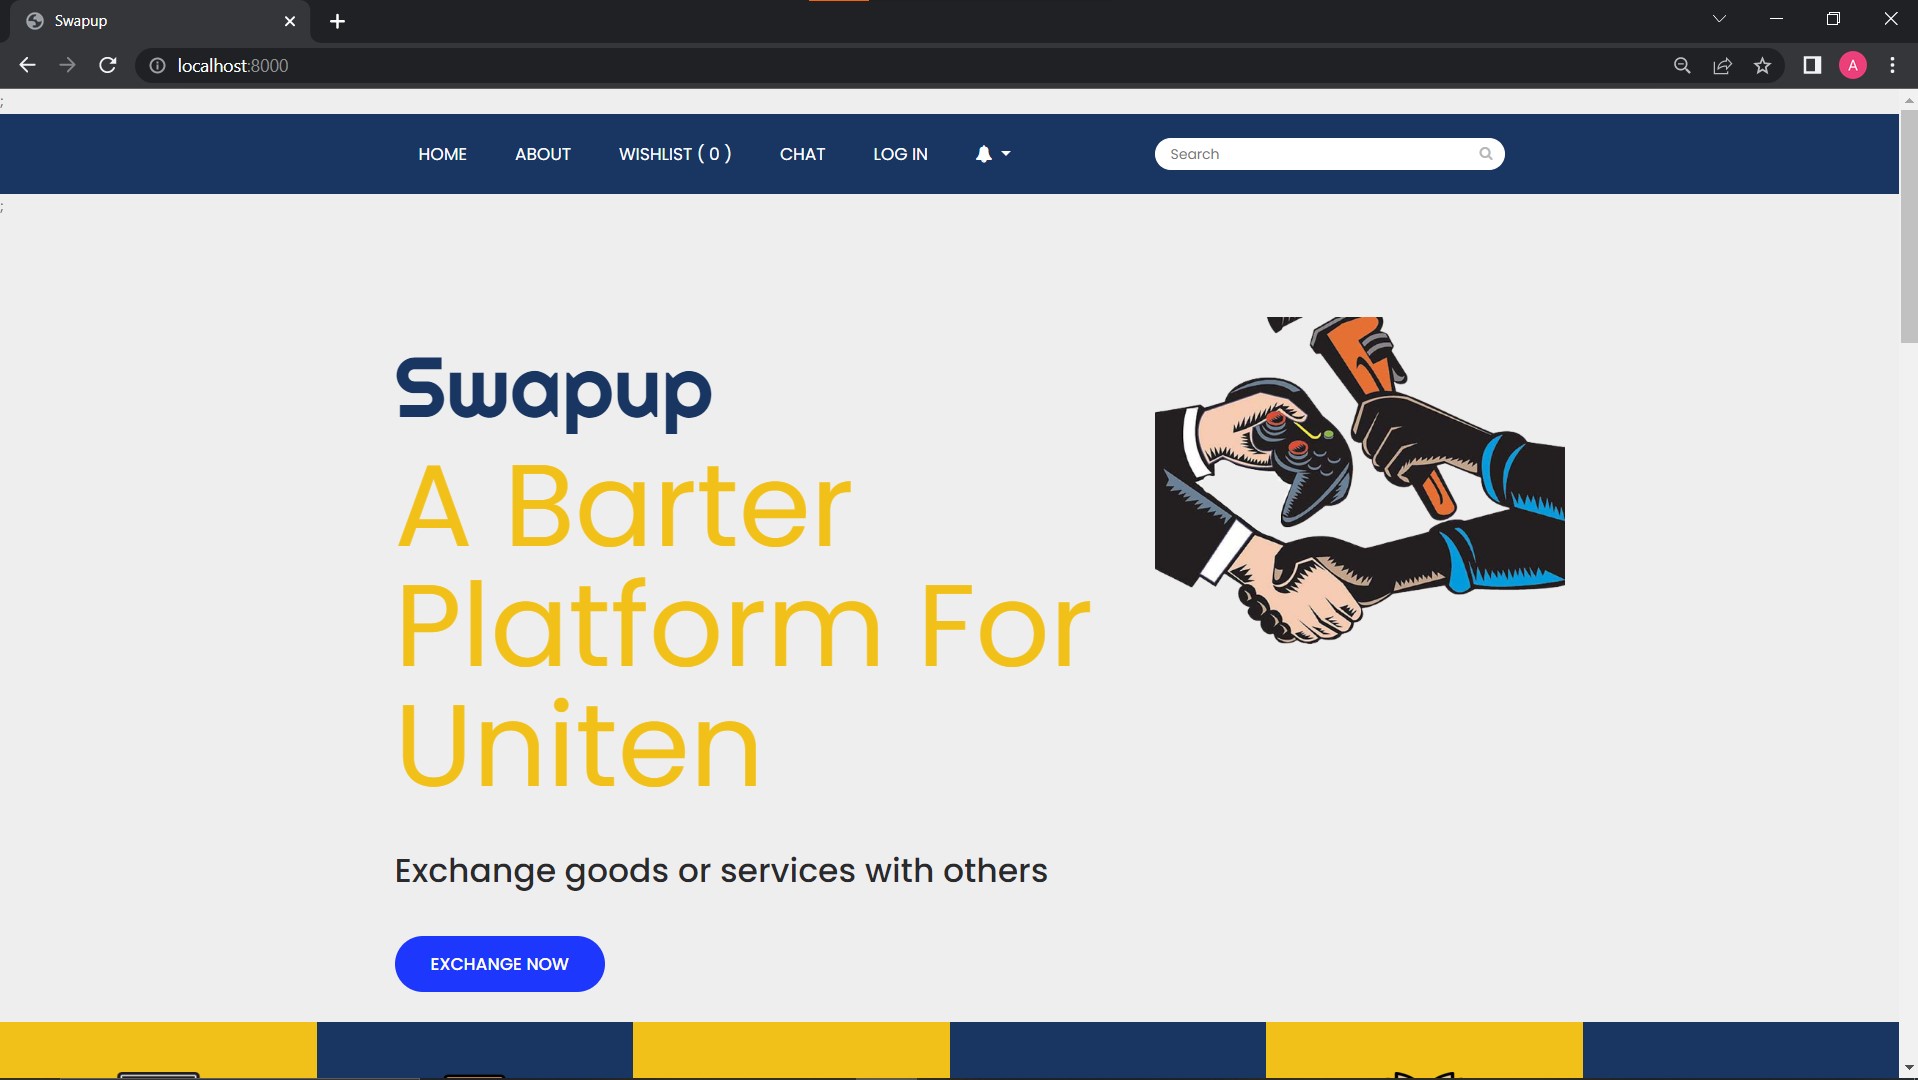 Swapup
localhost:8000
A
;
HOME ABOUT WISHLIST ( 0 ) CHAT LOG IN Search
;
Swapup
A Barter
Platform For
Uniten
Exchange goods or services with others
EXCHANGE NOW